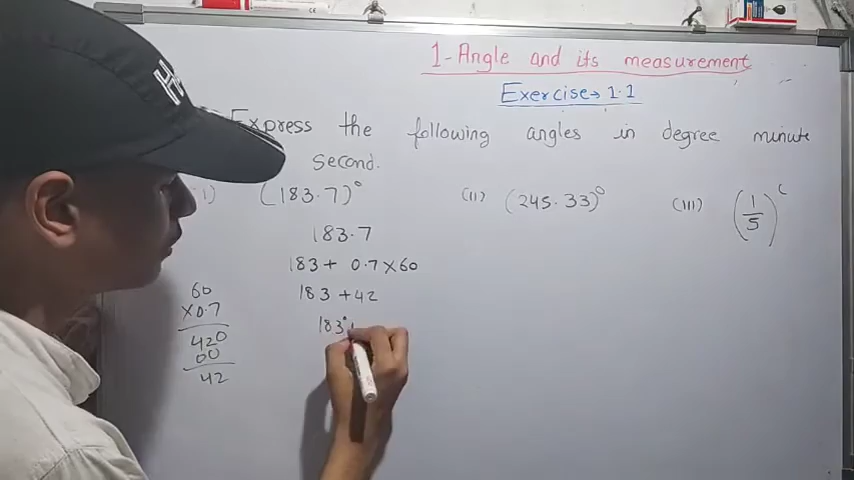 1-Angle and its measurement
Exercise→1.1
Express the following angles in degree minute
Second.
i) (183.7)°
(II) (245.33)°
(III) (1/5)ᶜ
183.7
183 + 0.7×60
183 + 42
183°
60
×0.7
420
00
42